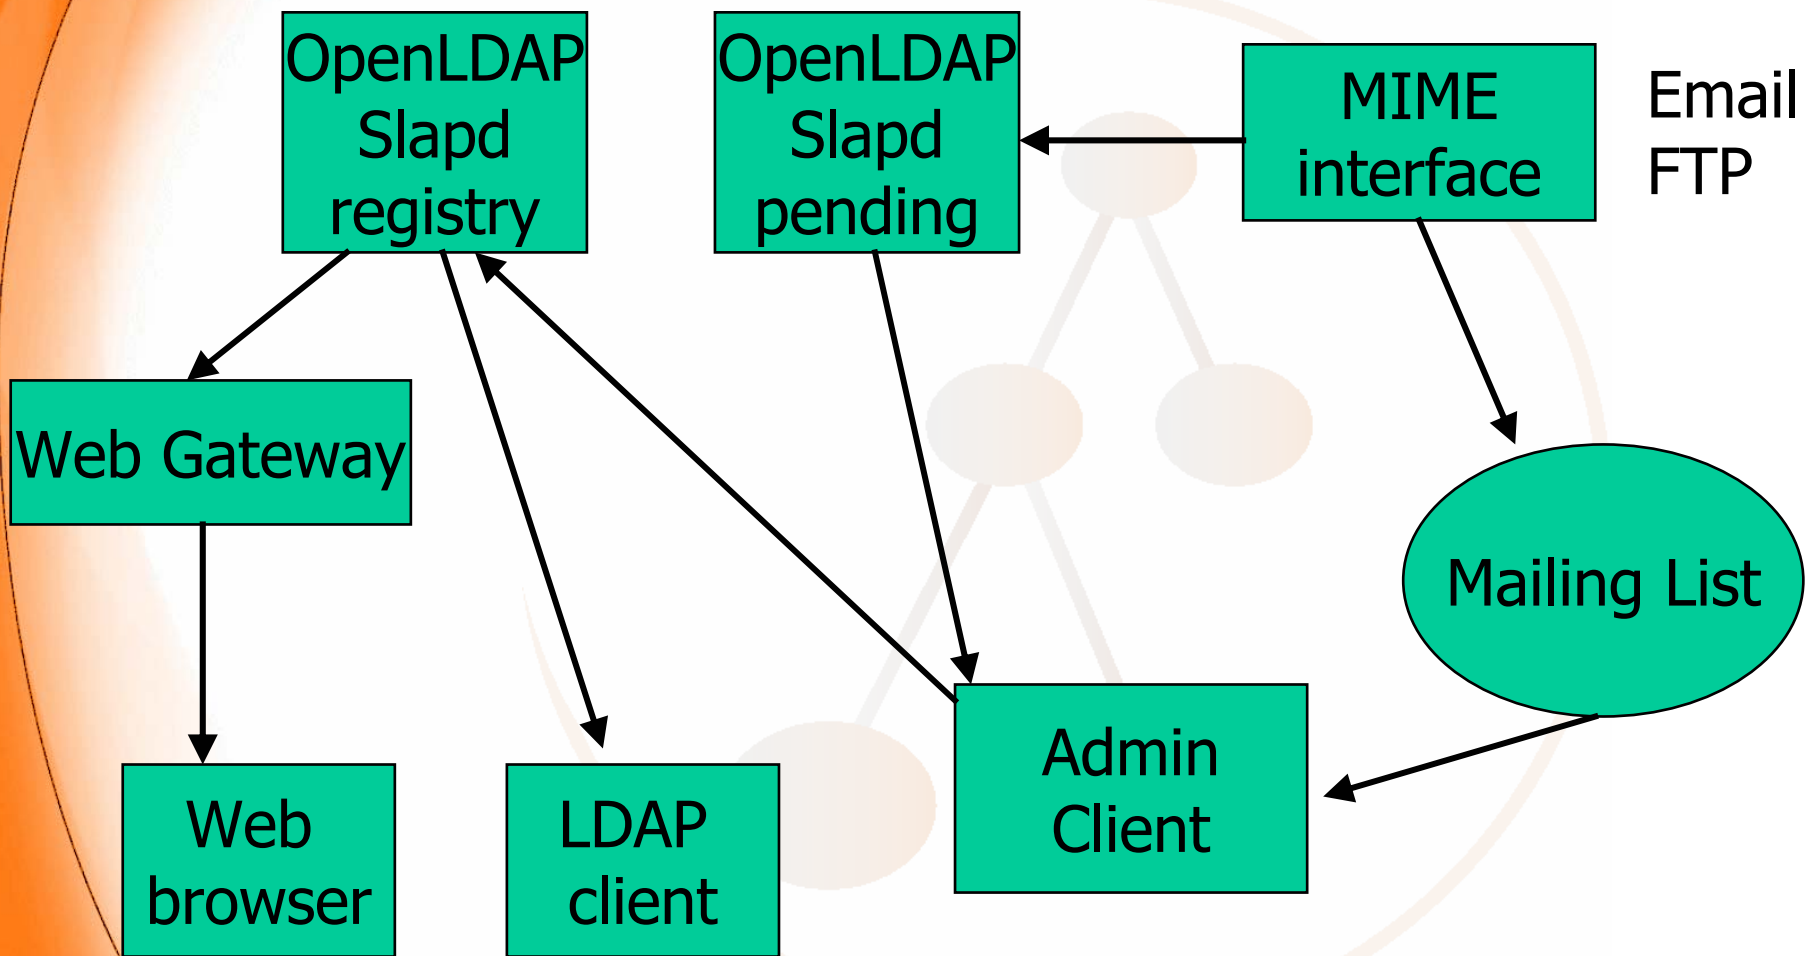 OpenLDAP
Slapd
registry
OpenLDAP
Slapd
pending
MIME
interface
Email
FTP
Web Gateway
Mailing List
Web
browser
LDAP
client
Admin
Client